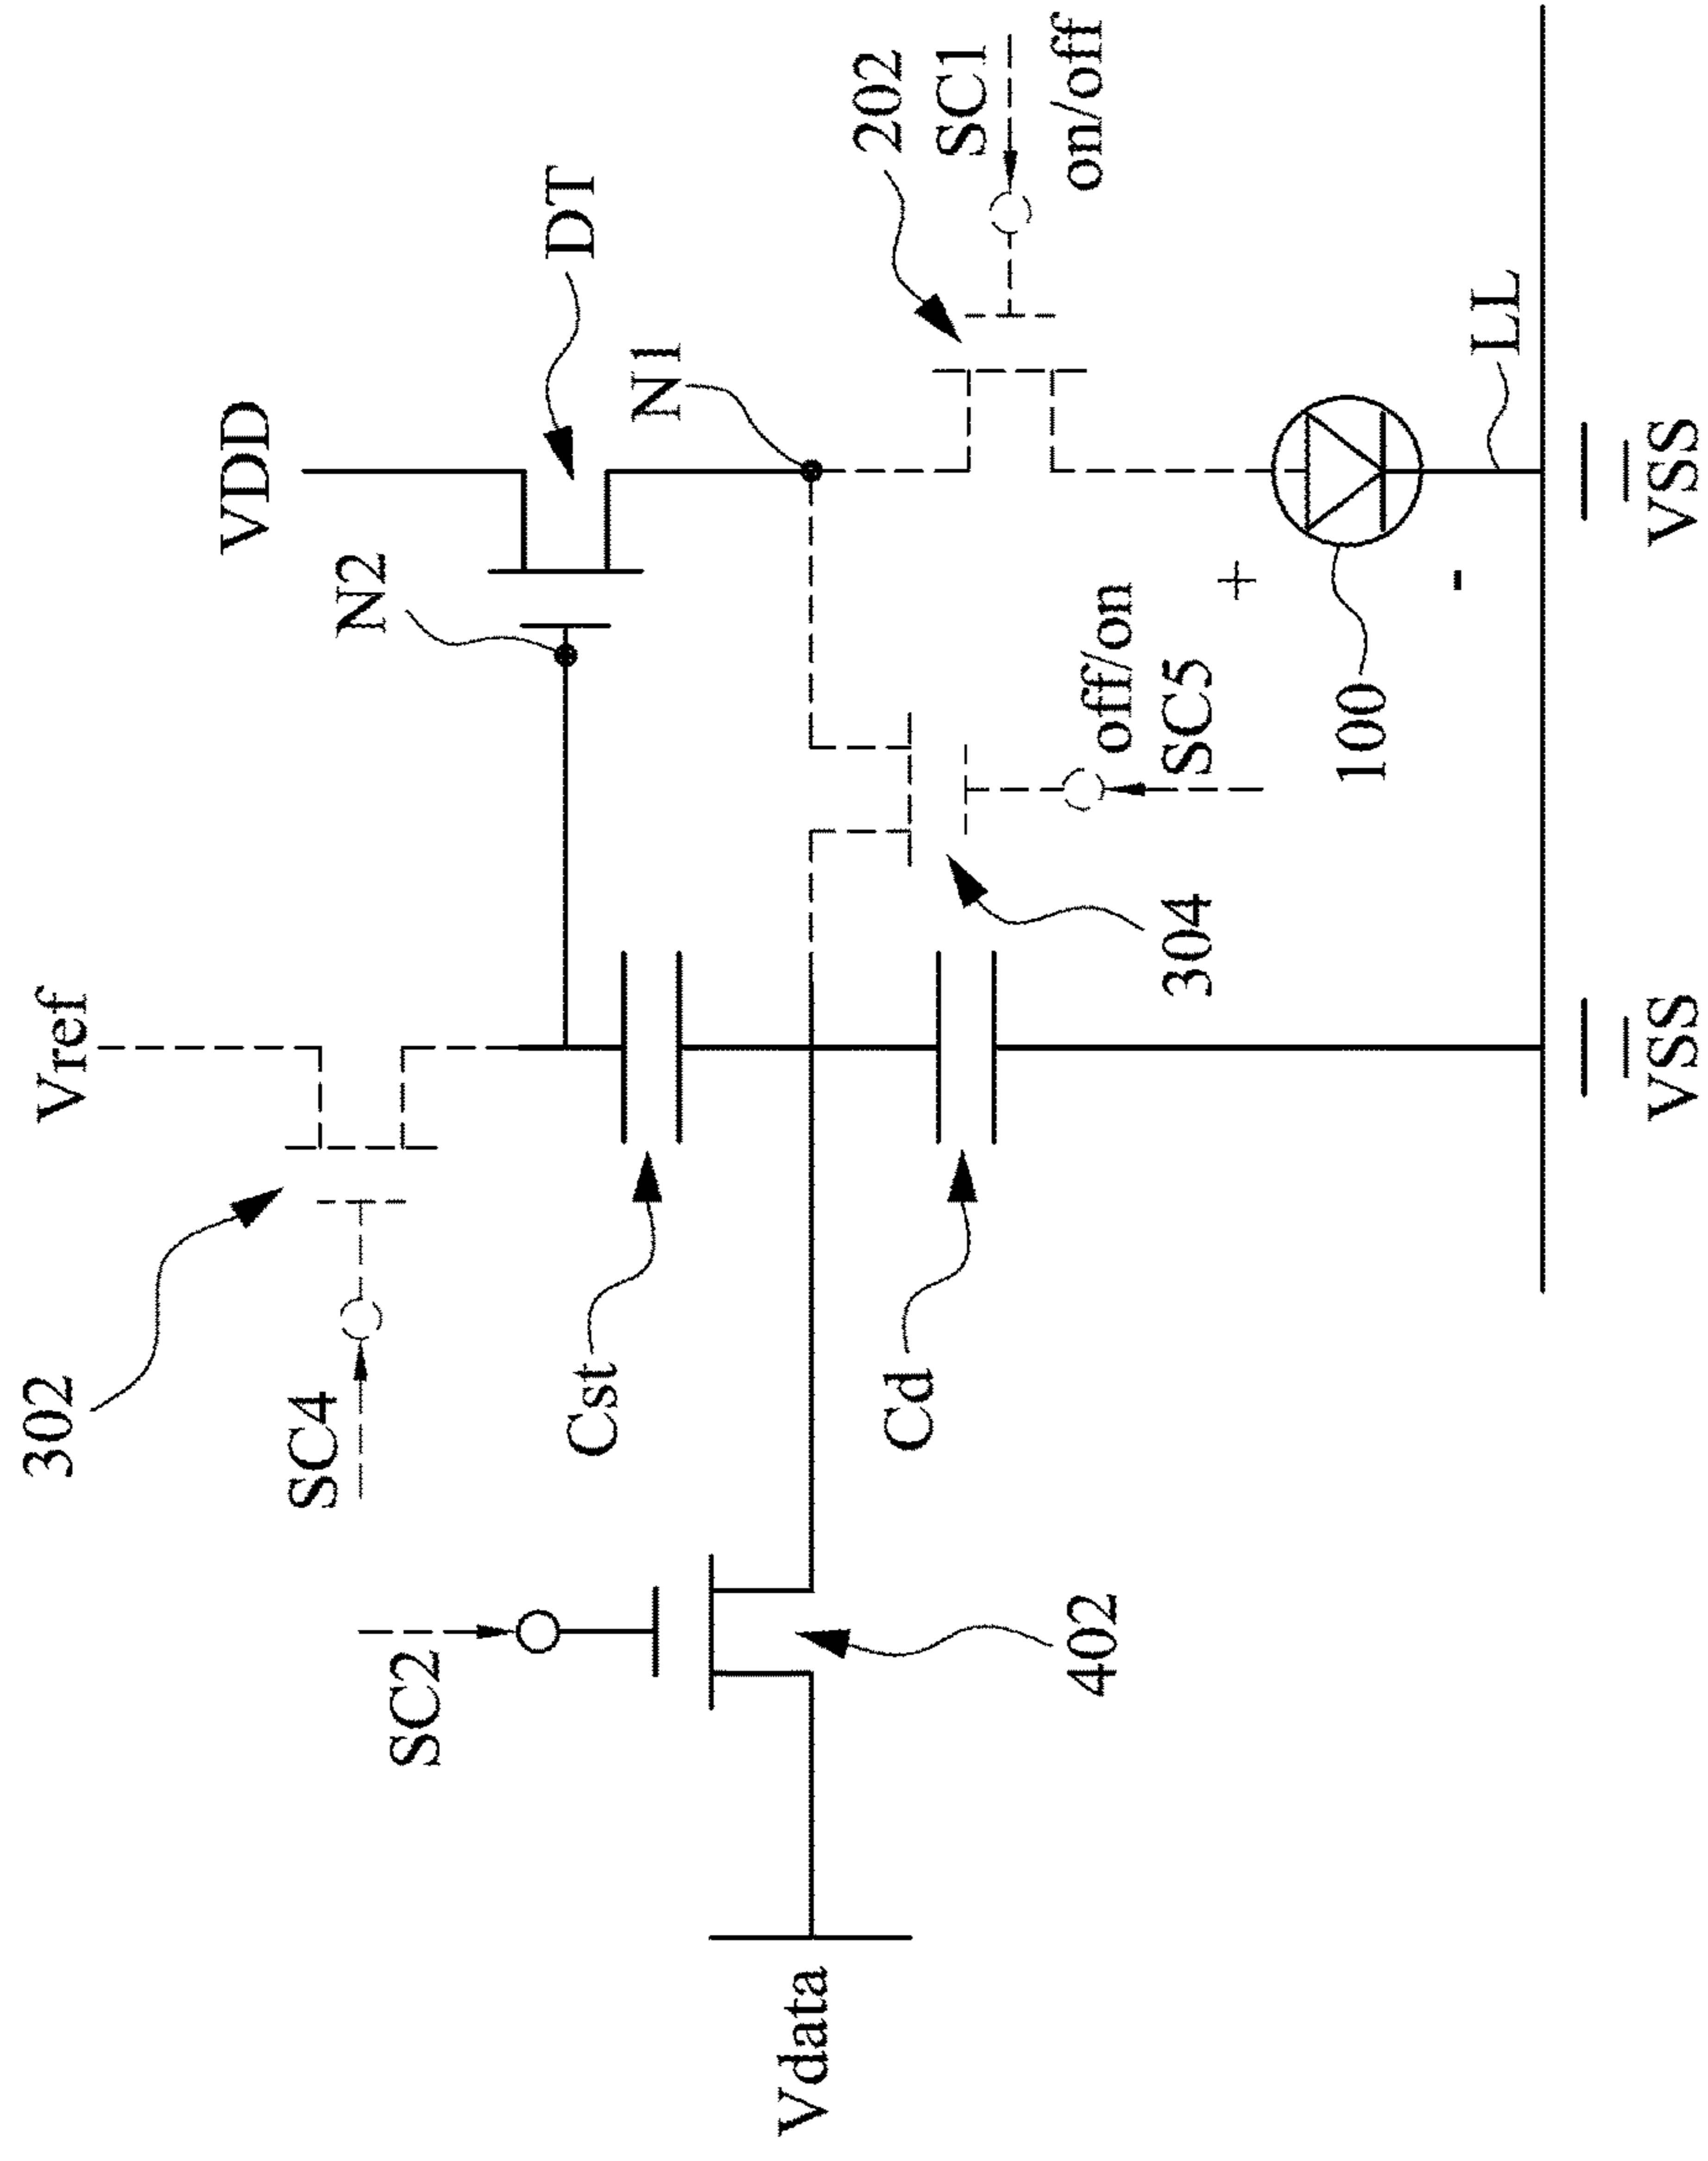 Vref
VDD
302
SC4
N2
DT
SC2
Cst
N1
202
SC1
on/off
Vdata
Cd
402
304
off/on
SC5
+
-
100
LL
VSS
VSS